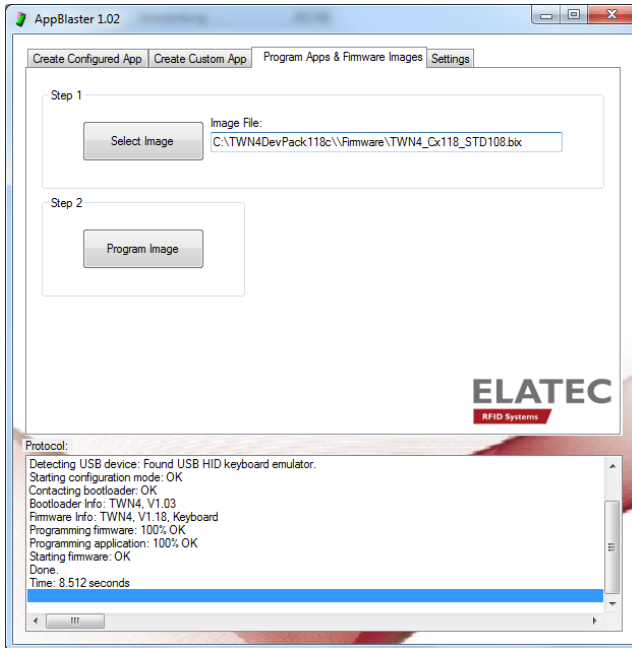 AppBlaster 1.02
Create Configured App Create Custom App Program Apps & Firmware Images Settings
Step 1
Image File:
Select Image C:\TWN4DevPack118c\\Firmware\TWN4_Cx118_STD108.bix
Step 2
Program Image
ELATEC
RFID Systems
Protocol:
Detecting USB device: Found USB HID keyboard emulator.
Starting configuration mode: OK
Contacting bootloader: OK
Bootloader Info: TWN4, V1.03
Firmware Info: TWN4, V1.18, Keyboard
Programming firmware: 100% OK
Programming application: 100% OK
Starting firmware: OK
Done.
Time: 8.512 seconds